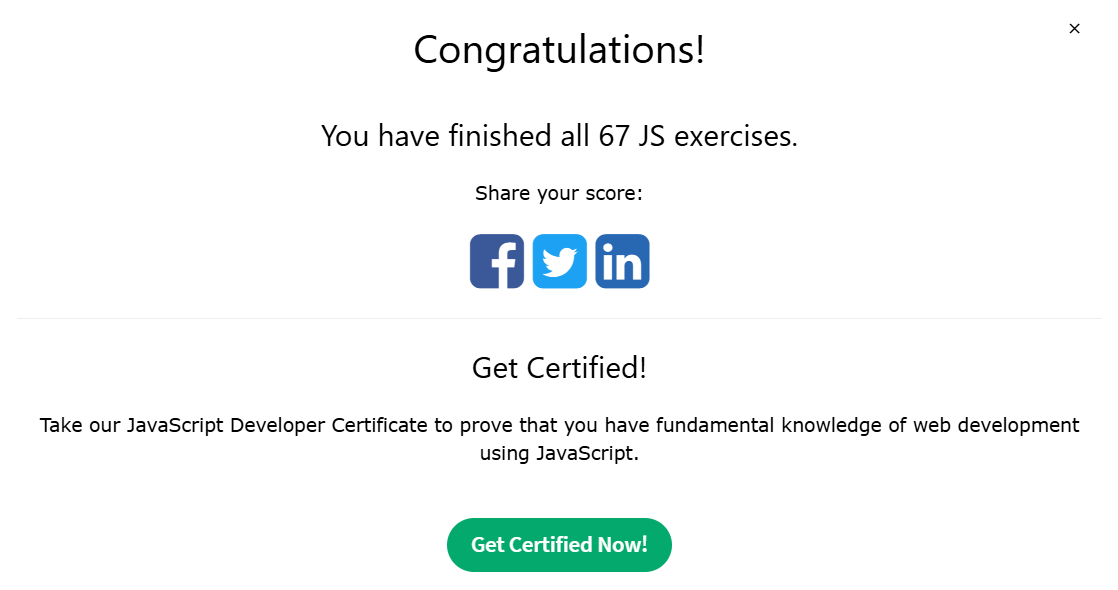 Congratulations!
You have finished all 67 JS exercises.
Share your score:
Get Certified!
Take our JavaScript Developer Certificate to prove that you have fundamental knowledge of web development
using JavaScript.
Get Certified Now!